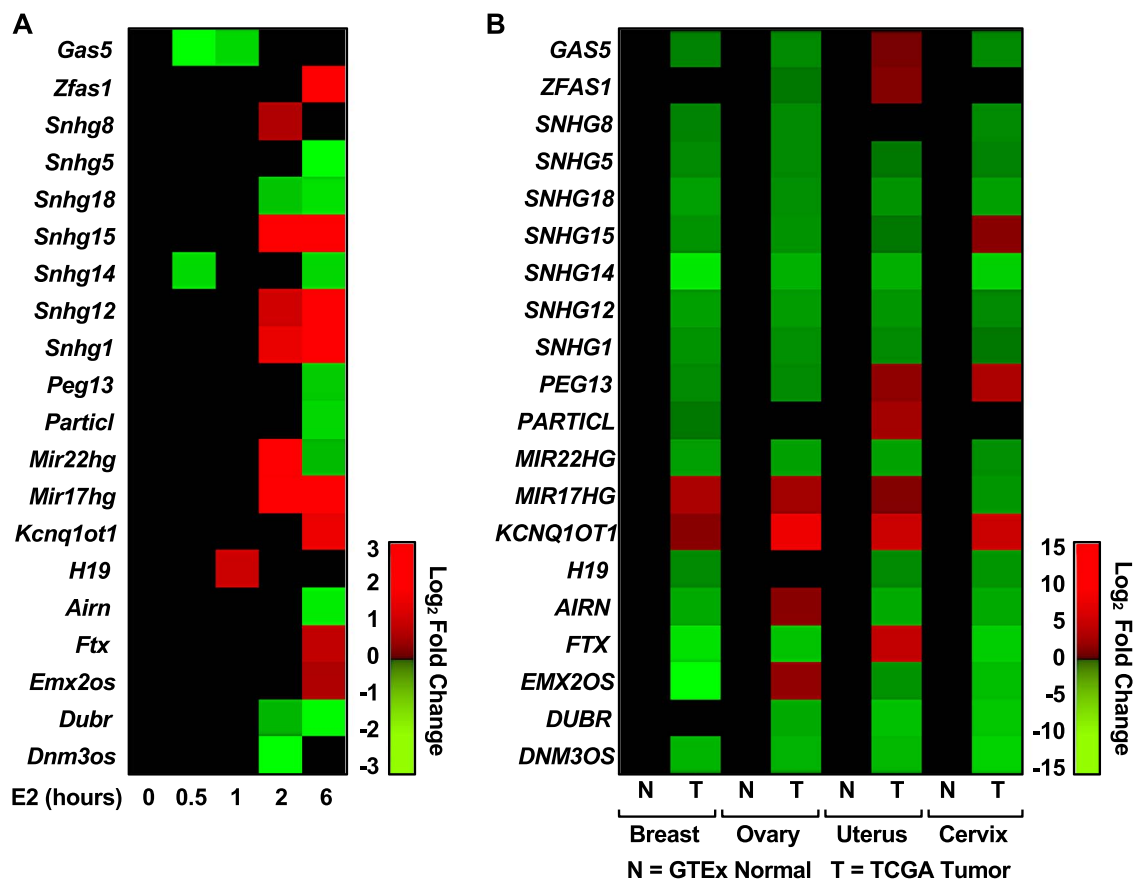 A
Gas5
Zfas1
Snhg8
Snhg5
Snhg18
Snhg15
Snhg14
Snhg12
Snhg1
Peg13
Particl
Mir22hg
Mir17hg
Kcnq1ot1
H19
Airn
Ftx
Emx2os
Dubr
Dnm3os
E2 (hours) 0 0.5 1 2 6
3
2
1
0
-1
-2
-3
Log₂ Fold Change
B
GAS5
ZFAS1
SNHG8
SNHG5
SNHG18
SNHG15
SNHG14
SNHG12
SNHG1
PEG13
PARTICL
MIR22HG
MIR17HG
KCNQ1OT1
H19
AIRN
FTX
EMX2OS
DUBR
DNM3OS
N T N T N T N T
Breast Ovary Uterus Cervix
N = GTEx Normal T = TCGA Tumor
15
10
5
0
-5
-10
-15
Log₂ Fold Change